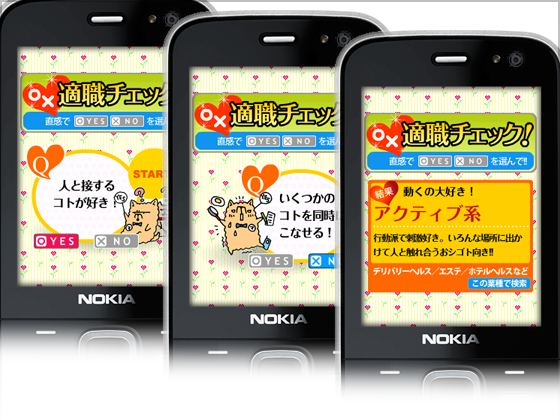 適職チェック
直感で YES NO を選
START
Q
人と接する
コトが好き!
YES NO
NOKIA
適職チェック
直感で YES NO を選
Q
いくつかの
コトを同時に
こなせる!
YES NO
NOKIA
適職チェック!
直感で YES NO を選んで!!
結果 動くの大好き!
アクティブ系
行動派で刺激好き。いろんな場所に出か
けて人と触れ合うおシゴト向き!!
デリバリーヘルス/エステ/ホテルヘルスなど
この業種で検索
NOKIA